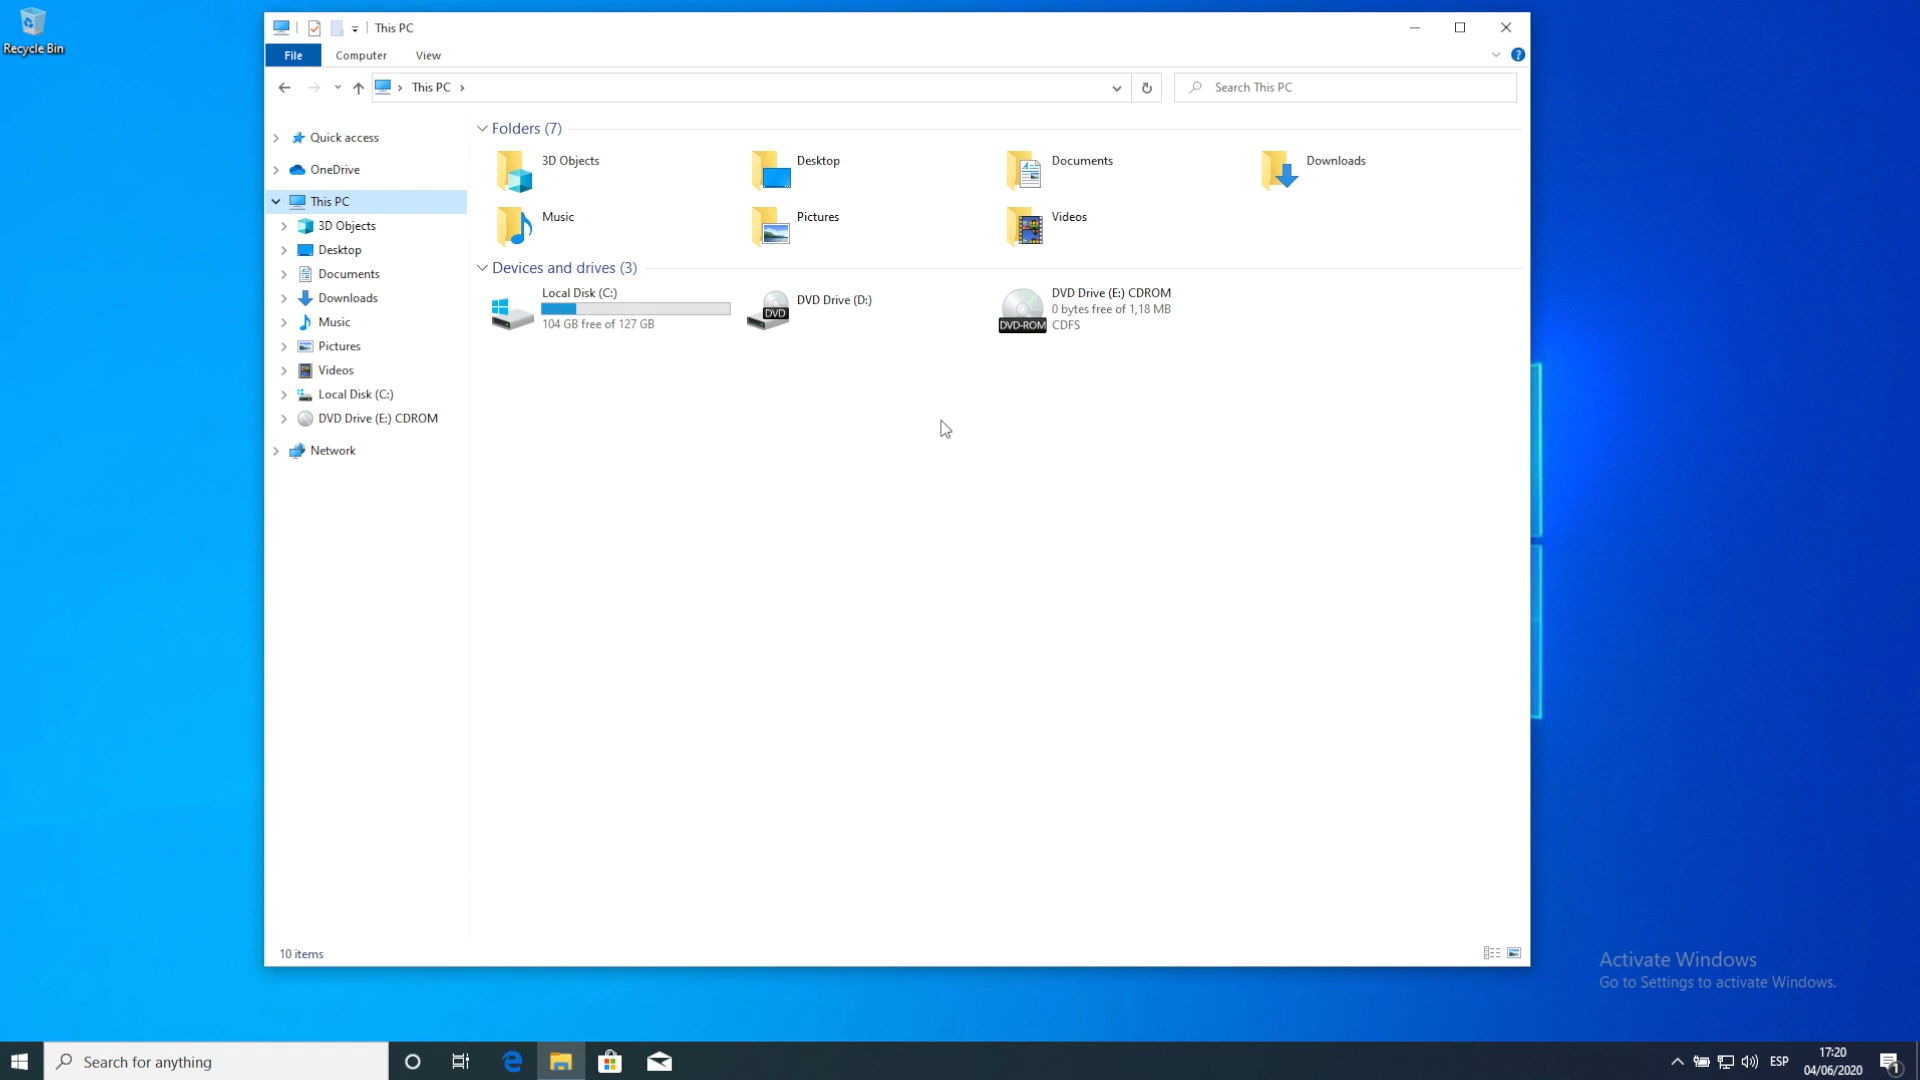 Recycle Bin
This PC
File Computer View
This PC
Search This PC
Quick access
OneDrive
This PC
3D Objects
Desktop
Documents
Downloads
Music
Pictures
Videos
Local Disk (C:)
DVD Drive (E:) CDROM
Network
Folders (7)
3D Objects
Desktop
Documents
Downloads
Music
Pictures
Videos
Devices and drives (3)
Local Disk (C:)
104 GB free of 127 GB
DVD
DVD Drive (D:)
DVD-ROM
DVD Drive (E:) CDROM
0 bytes free of 1,18 MB
CDFS
10 items
Activate Windows
Go to Settings to activate Windows.
Search for anything
ESP
17:20
04/06/2020
1